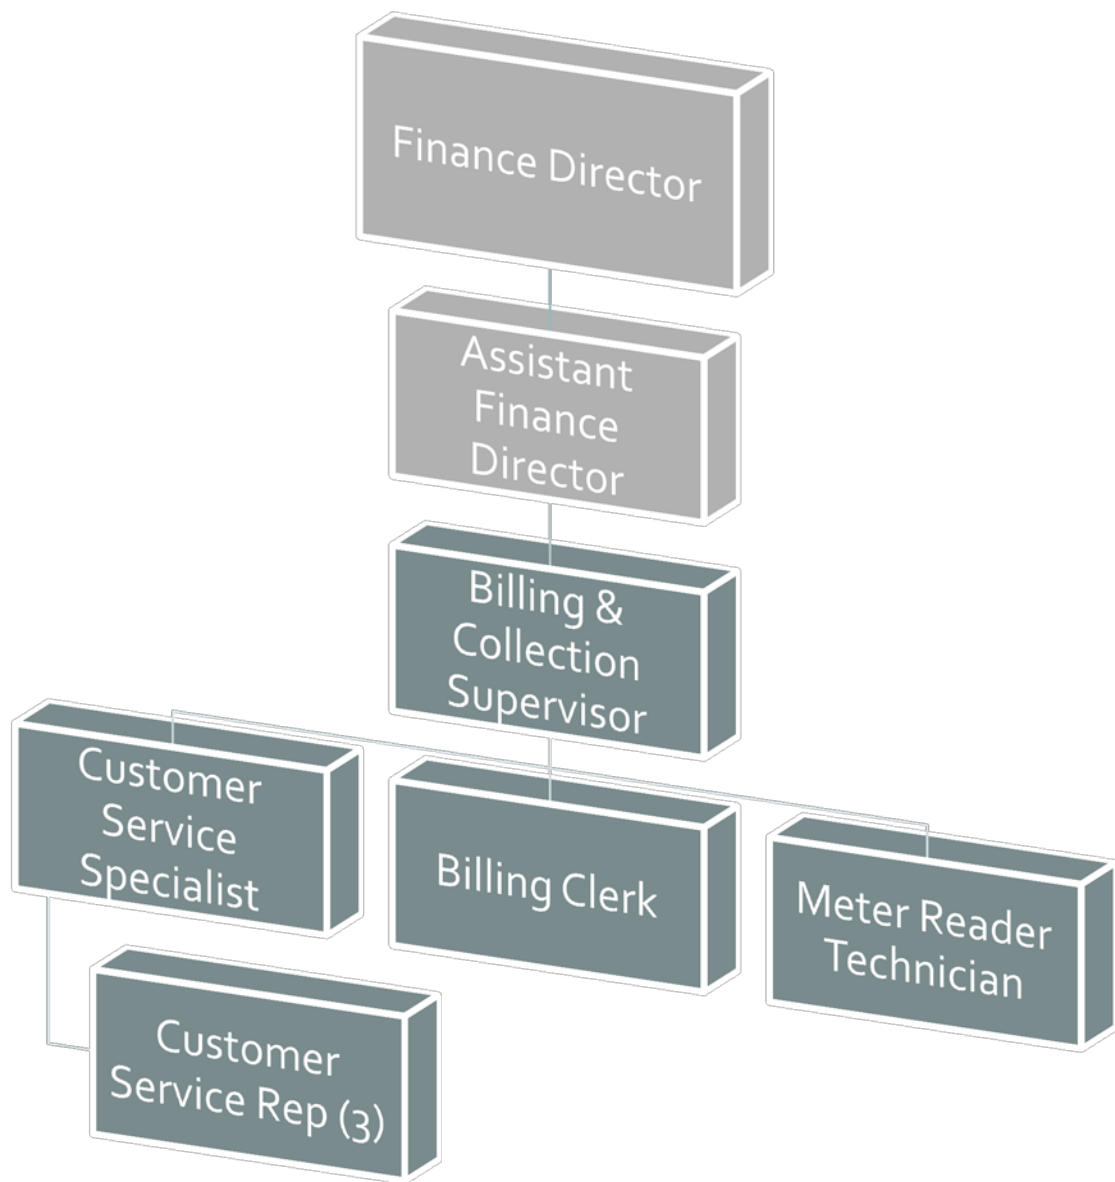 Finance Director
Assistant
Finance
Director
Billing &
Collection
Supervisor
Customer
Service
Specialist
Billing Clerk
Meter Reader
Technician
Customer
Service Rep (3)